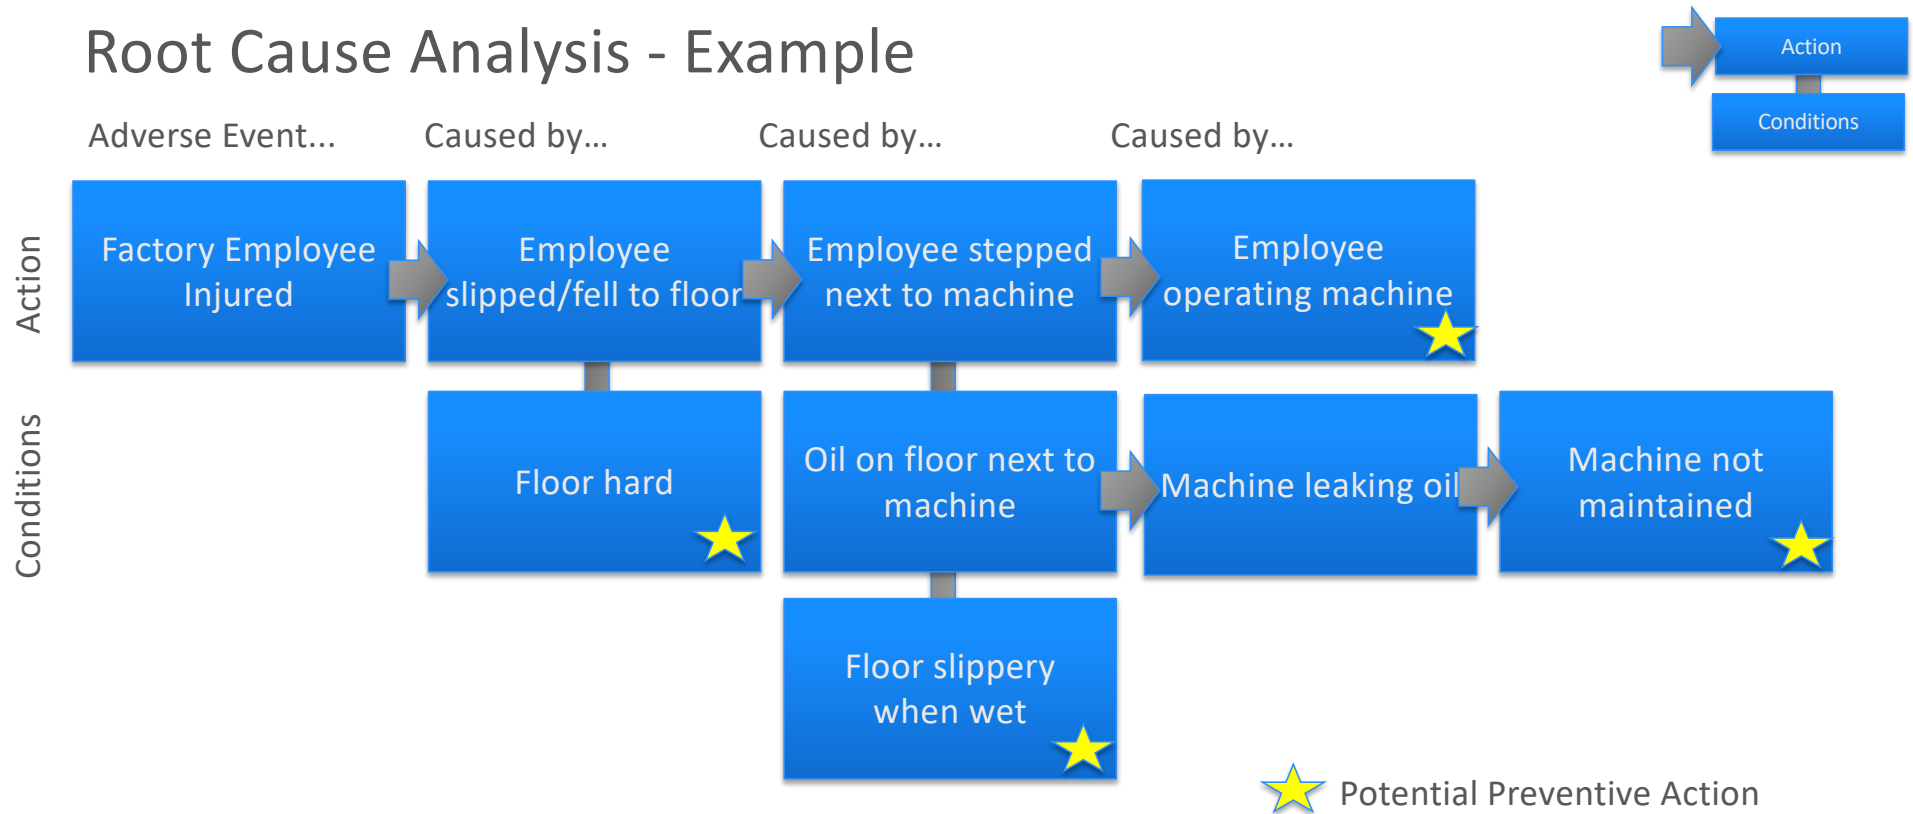 Root Cause Analysis - Example
Action
Conditions
Adverse Event...
Caused by...
Caused by...
Caused by...
Action
Factory Employee
Injured
Employee
slipped/fell to floor
Employee stepped
next to machine
Employee
operating machine
Conditions
Floor hard
Oil on floor next to
machine
Machine leaking oil
Machine not
maintained
Floor slippery
when wet
Potential Preventive Action